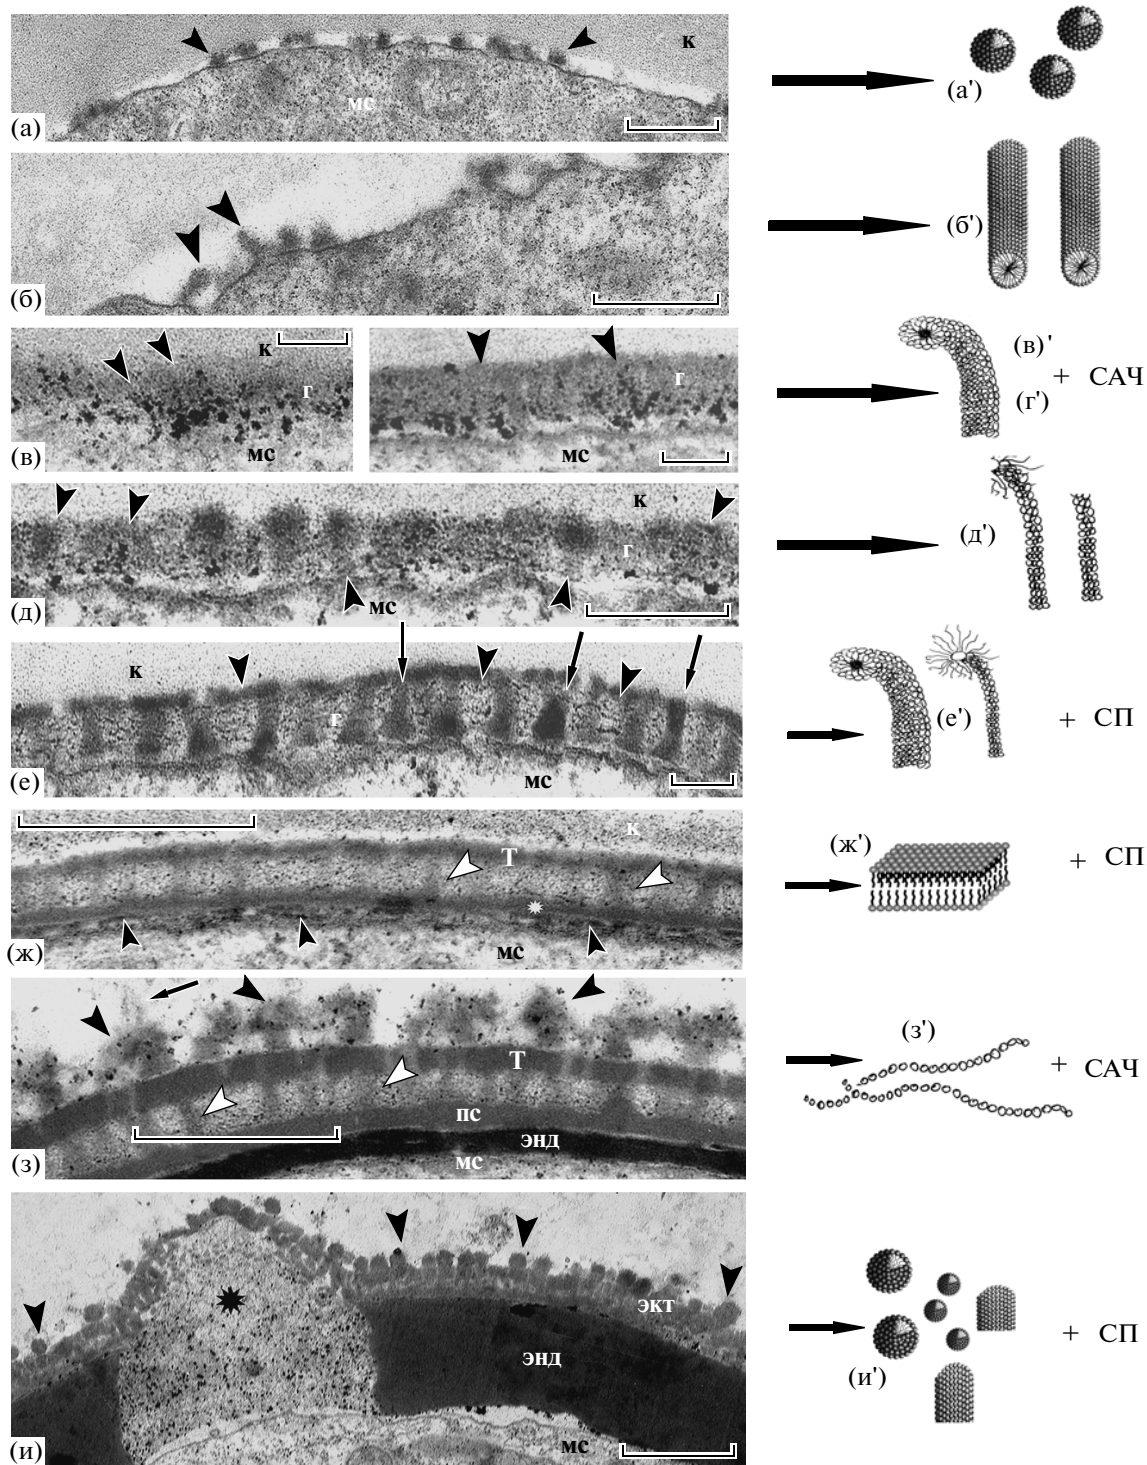 к
мс
(а)
(а')
(б)
(б')
к
г
мс
(в)
г
мс
(в)'
(г')
+ САЧ
к
г
мс
(д)
(д')
к
г
мс
(е)
(е')
+ СП
к
Т
мс
(ж)
(ж')
+ СП
Т
пс
энд
мс
(з)
(з')
+ САЧ
экт
энд
мс
(и)
(и')
+ СП